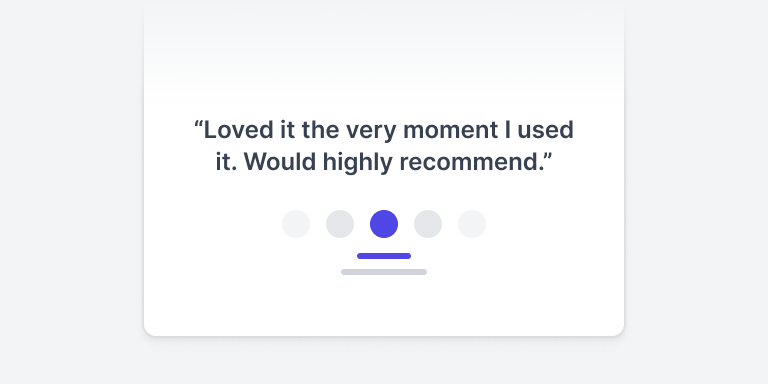 “Loved it the very moment I used
it. Would highly recommend.”